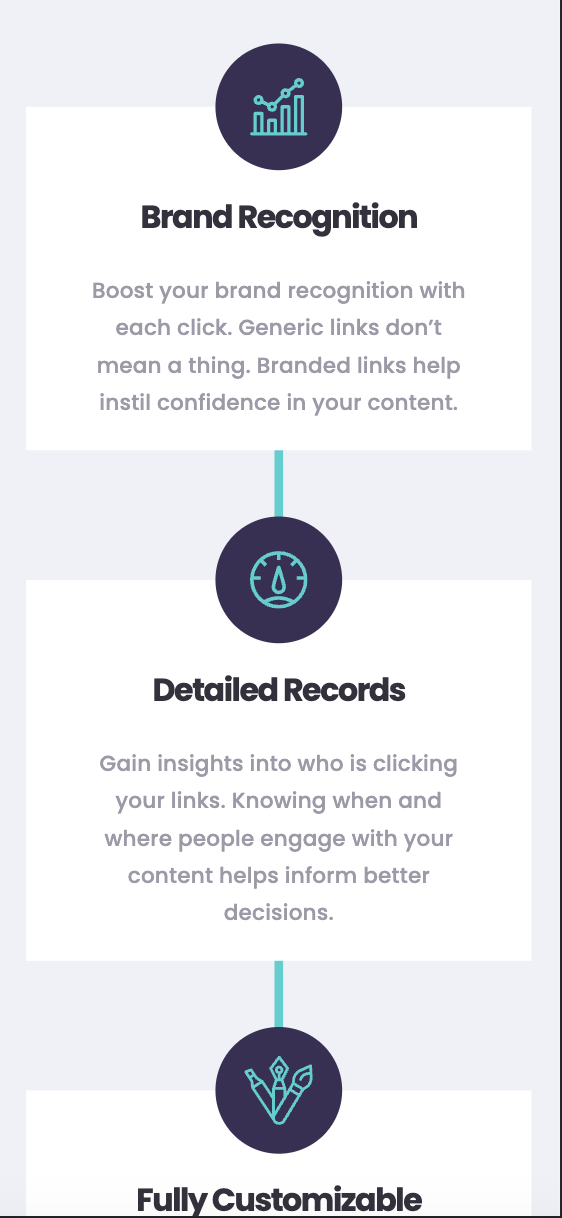 Brand Recognition
Boost your brand recognition with
each click. Generic links don’t
mean a thing. Branded links help
instil confidence in your content.
Detailed Records
Gain insights into who is clicking
your links. Knowing when and
where people engage with your
content helps inform better
decisions.
Fully Customizable